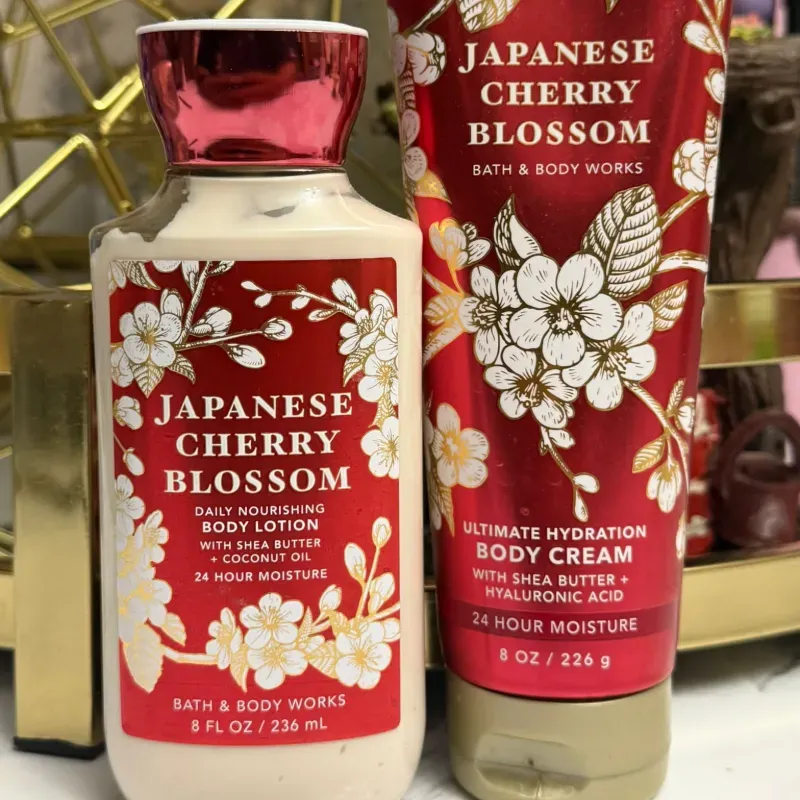 JAPANESE
CHERRY
BLOSSOM
DAILY NOURISHING
BODY LOTION
WITH SHEA BUTTER
+ COCONUT OIL
24 HOUR MOISTURE
BATH & BODY WORKS
8 FL OZ / 236 mL
JAPANESE
CHERRY
BLOSSOM
BATH & BODY WORKS
ULTIMATE HYDRATION
BODY CREAM
WITH SHEA BUTTER +
HYALURONIC ACID
24 HOUR MOISTURE
8 OZ / 226 g